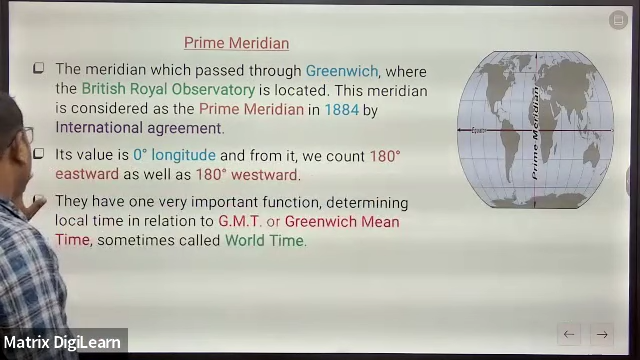 Prime Meridian
The meridian which passed through Greenwich, where
the British Royal Observatory is located. This meridian
is considered as the Prime Meridian in 1884 by
International agreement.
Its value is 0° longitude and from it, we count 180°
eastward as well as 180° westward.
They have one very important function, determining
local time in relation to G.M.T. or Greenwich Mean
Time, sometimes called World Time.
Equator
Prime Meridian
Matrix DigiLearn